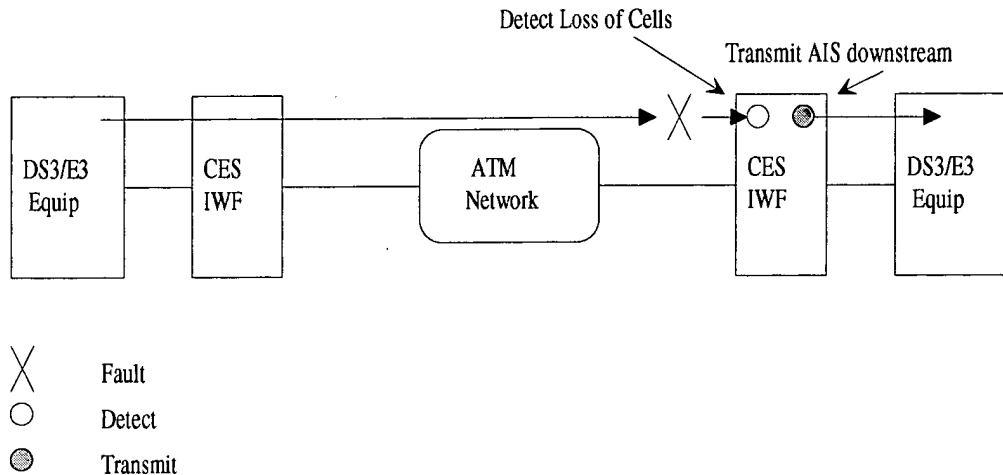 Detect Loss of Cells
Transmit AIS downstream
DS3/E3
Equip
CES
IWF
ATM
Network
CES
IWF
DS3/E3
Equip
Fault
Detect
Transmit